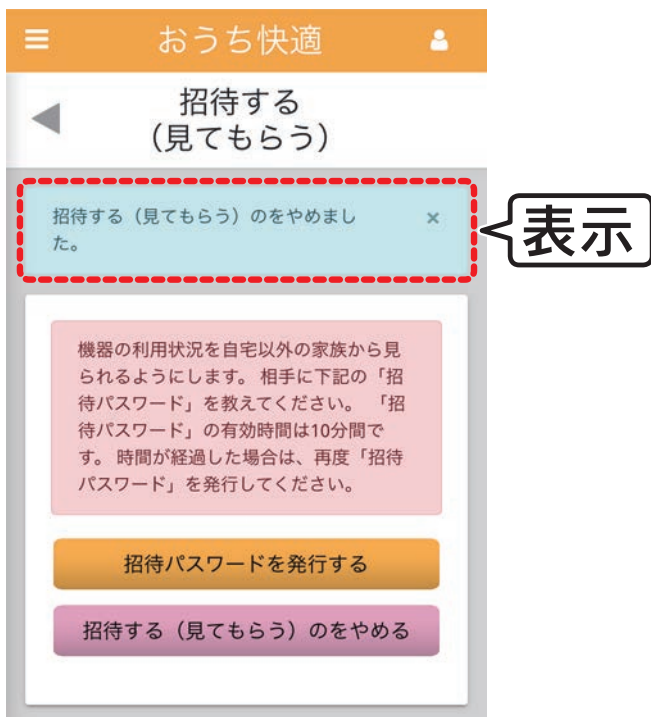 おうち快適
招待する
（見てもらう）
招待する（見てもらう）のをやめまし
た。
×
表示
機器の利用状況を自宅以外の家族から見
られるようにします。 相手に下記の「招
待パスワード」を教えてください。 「招
待パスワード」の有効時間は10分間で
す。 時間が経過した場合は、再度「招待
パスワード」を発行してください。
招待パスワードを発行する
招待する（見てもらう）のをやめる